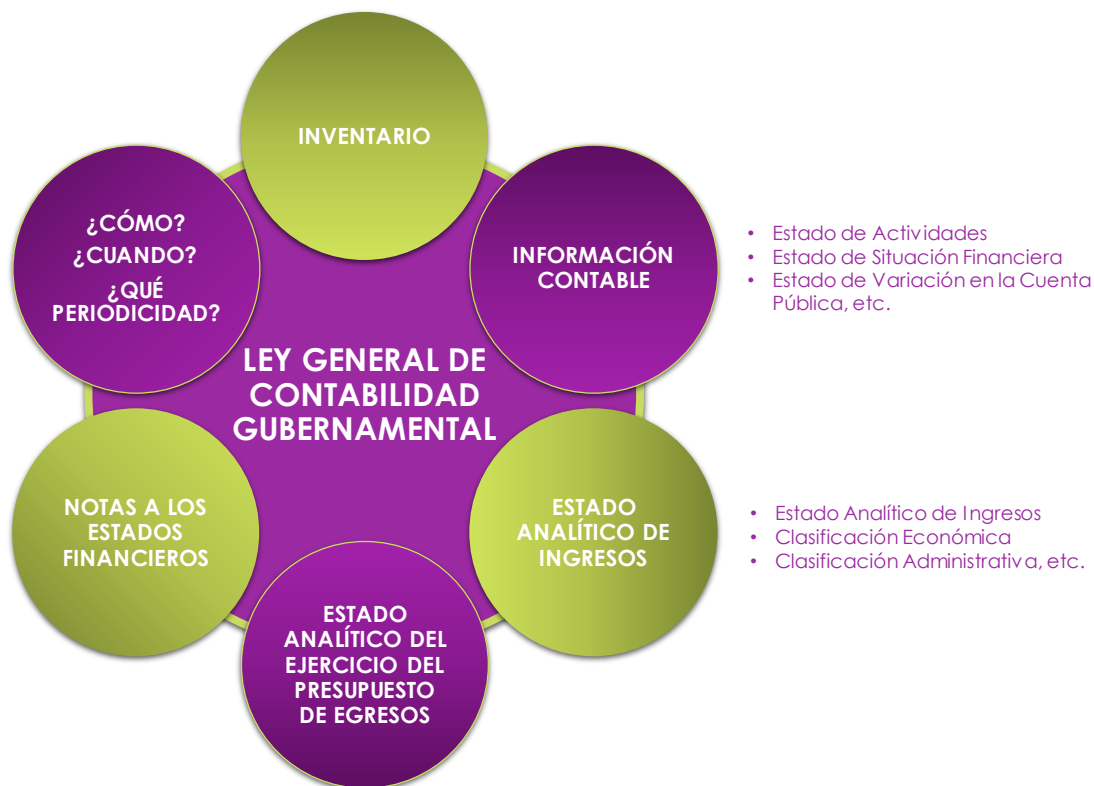 INVENTARIO
¿CÓMO?
¿CUANDO?
¿QUÉ
PERIODICIDAD?
INFORMACIÓN
CONTABLE
• Estado de Actividades
• Estado de Situación Financiera
• Estado de Variación en la Cuenta
Pública, etc.
LEY GENERAL DE
CONTABILIDAD
GUBERNAMENTAL
NOTAS A LOS
ESTADOS
FINANCIEROS
ESTADO
ANALÍTICO DE
INGRESOS
• Estado Analítico de Ingresos
• Clasificación Económica
• Clasificación Administrativa, etc.
ESTADO
ANALÍTICO DEL
EJERCICIO DEL
PRESUPUESTO
DE EGRESOS